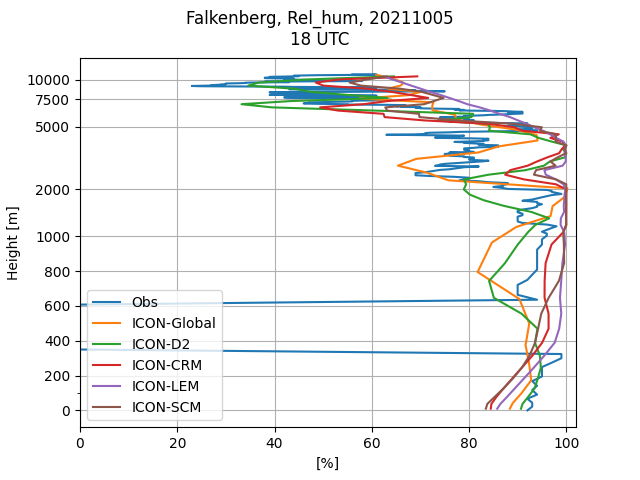 Falkenberg, Rel_hum, 20211005
18 UTC
Height [m]
10000
7500
5000
2000
1000
800
600
400
200
0
Obs
ICON-Global
ICON-D2
ICON-CRM
ICON-LEM
ICON-SCM
0 20 40 60 80 100
[%]